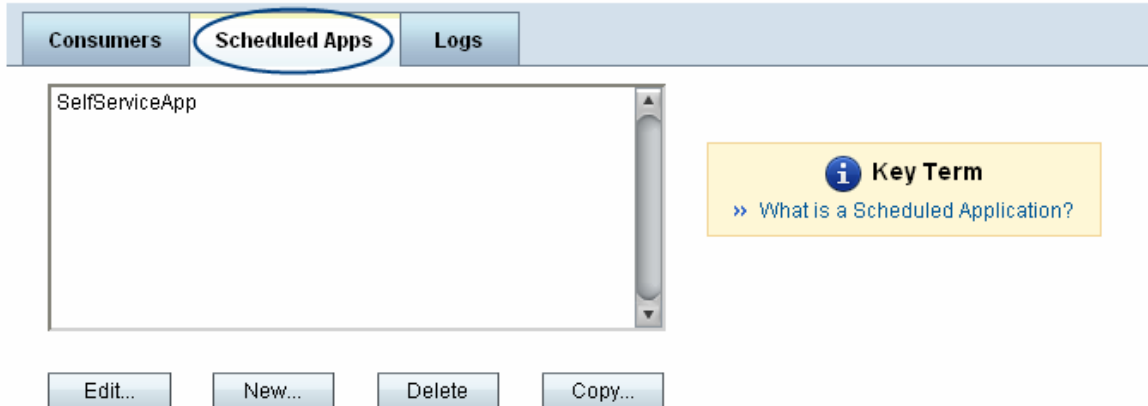 Consumers Scheduled Apps Logs
SelfServiceApp
Key Term
» What is a Scheduled Application?
Edit... New... Delete Copy...